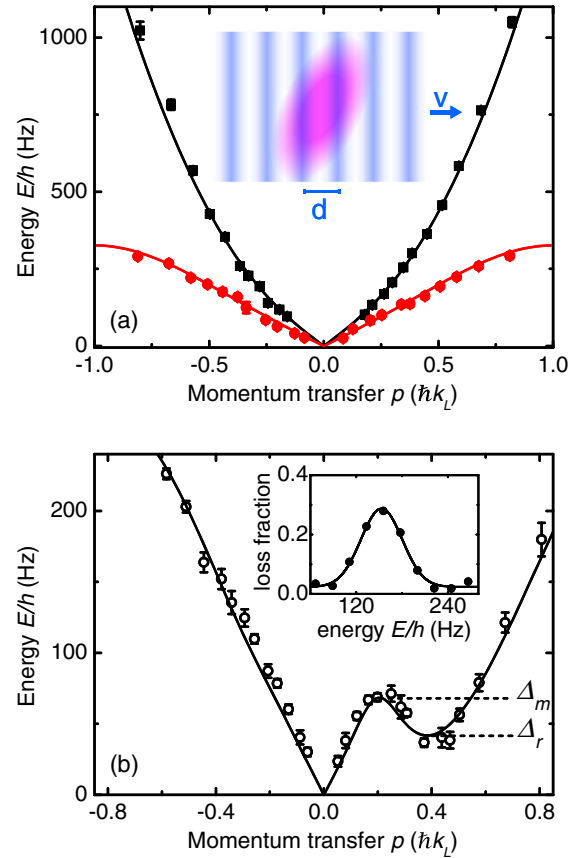 1000
500
0
Energy E/h (Hz)
v
d
(a)
-1.0 -0.5 0.0 0.5 1.0
Momentum transfer p (ħk_L)
200
100
0
Energy E/h (Hz)
0.4
0.2
0.0
loss fraction
120 240
energy E/h (Hz)
Δ_m
Δ_r
(b)
-0.8 -0.4 0.0 0.4 0.8
Momentum transfer p (ħk_L)